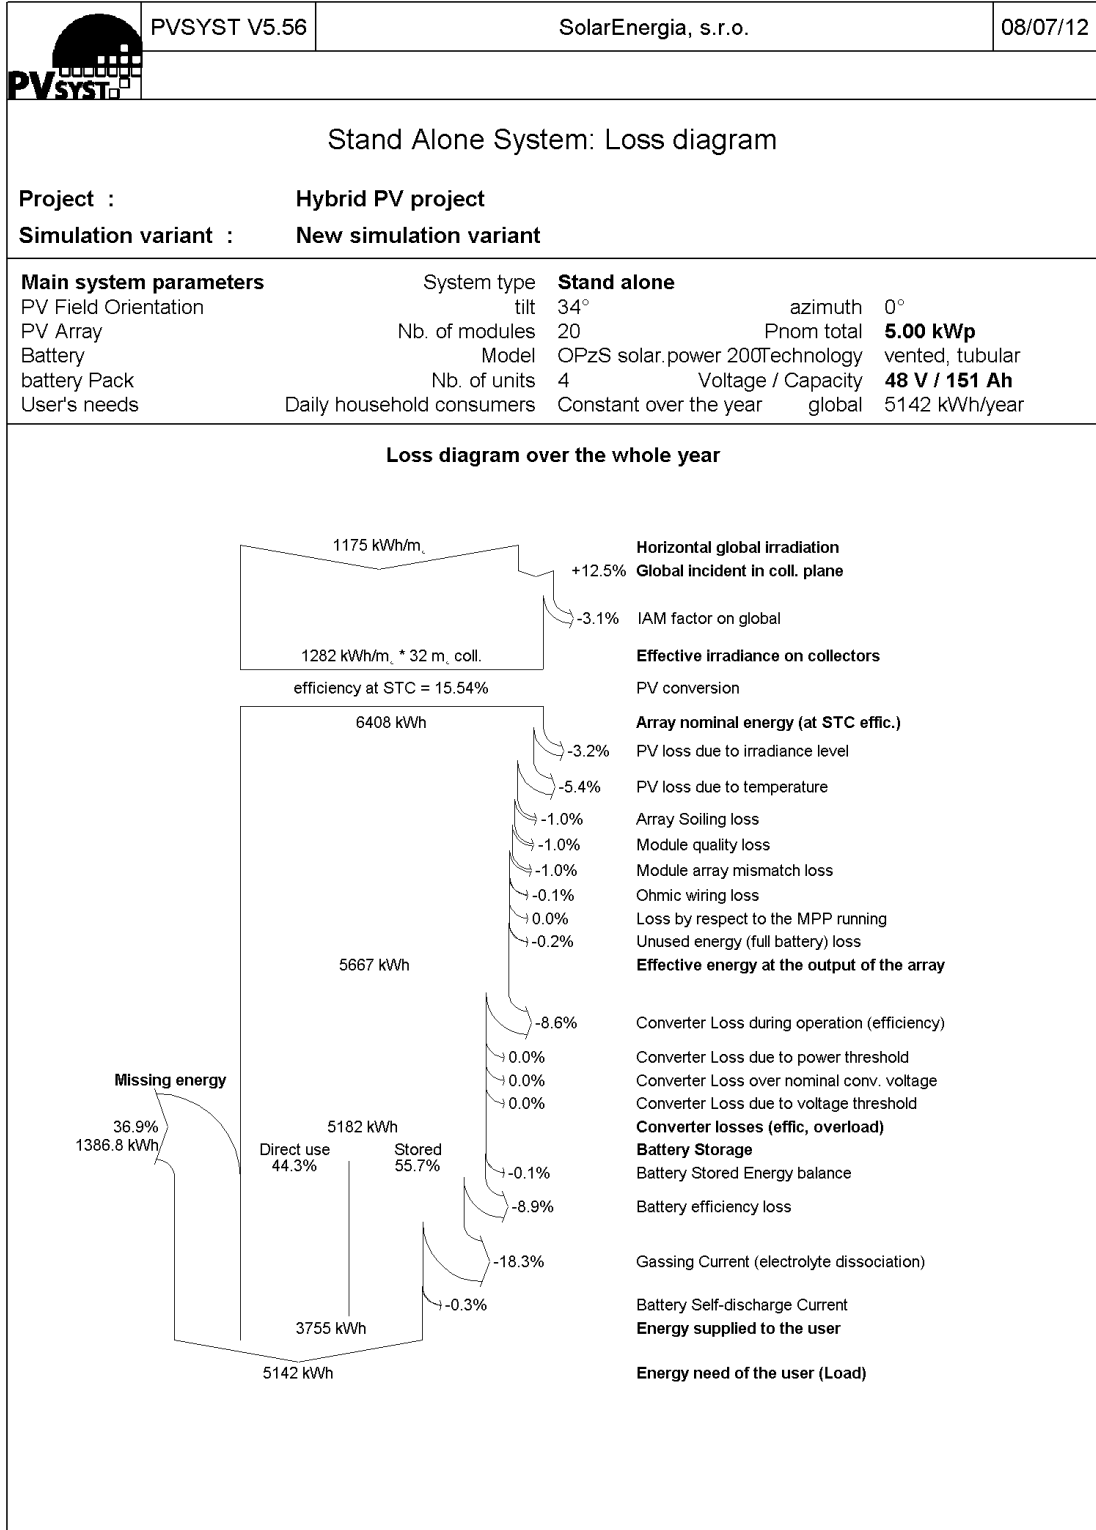 PVSYST V5.56 SolarEnergia, s.r.o. 08/07/12
PVSYST
Stand Alone System: Loss diagram
Project : Hybrid PV project
Simulation variant : New simulation variant
Main system parameters System type Stand alone
PV Field Orientation tilt 34° azimuth 0°
PV Array Nb. of modules 20 Pnom total 5.00 kWp
Battery Model OPzS solar.power 200Technology vented, tubular
battery Pack Nb. of units 4 Voltage / Capacity 48 V / 151 Ah
User's needs Daily household consumers Constant over the year global 5142 kWh/year
Loss diagram over the whole year
1175 kWh/m˛ Horizontal global irradiation
+12.5% Global incident in coll. plane
-3.1% IAM factor on global
1282 kWh/m˛ * 32 m˛ coll. Effective irradiance on collectors
efficiency at STC = 15.54% PV conversion
6408 kWh Array nominal energy (at STC effic.)
-3.2% PV loss due to irradiance level
-5.4% PV loss due to temperature
-1.0% Array Soiling loss
-1.0% Module quality loss
-1.0% Module array mismatch loss
-0.1% Ohmic wiring loss
0.0% Loss by respect to the MPP running
-0.2% Unused energy (full battery) loss
5667 kWh Effective energy at the output of the array
-8.6% Converter Loss during operation (efficiency)
0.0% Converter Loss due to power threshold
Missing energy 0.0% Converter Loss over nominal conv. voltage
0.0% Converter Loss due to voltage threshold
36.9% 5182 kWh Converter losses (effic, overload)
1386.8 kWh Direct use Stored Battery Storage
44.3% 55.7% -0.1% Battery Stored Energy balance
-8.9% Battery efficiency loss
-18.3% Gassing Current (electrolyte dissociation)
-0.3% Battery Self-discharge Current
3755 kWh Energy supplied to the user
5142 kWh Energy need of the user (Load)